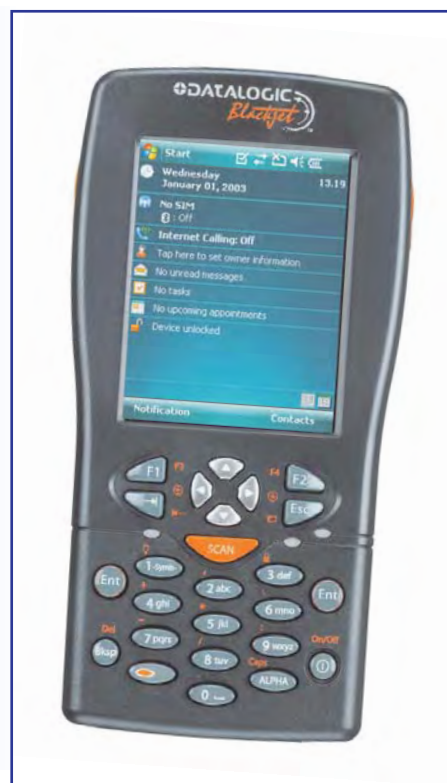 DATALOGIC
Blackjet
Start
Wednesday
January 01, 2003
13.19
No SIM
: Off
Internet Calling: Off
Tap here to set owner information
No unread messages
No tasks
No upcoming appointments
Device unlocked
Notification
Contacts
F1
F3
F4
F2
Esc
SCAN
Ent
1-Symb-
2 abc
3 def
Ent
4 ghi
5 jkl
6 mno
Del
Bksp
7 pqrs
8 tuv
9 wxyz
On/Off
Caps
ALPHA
0